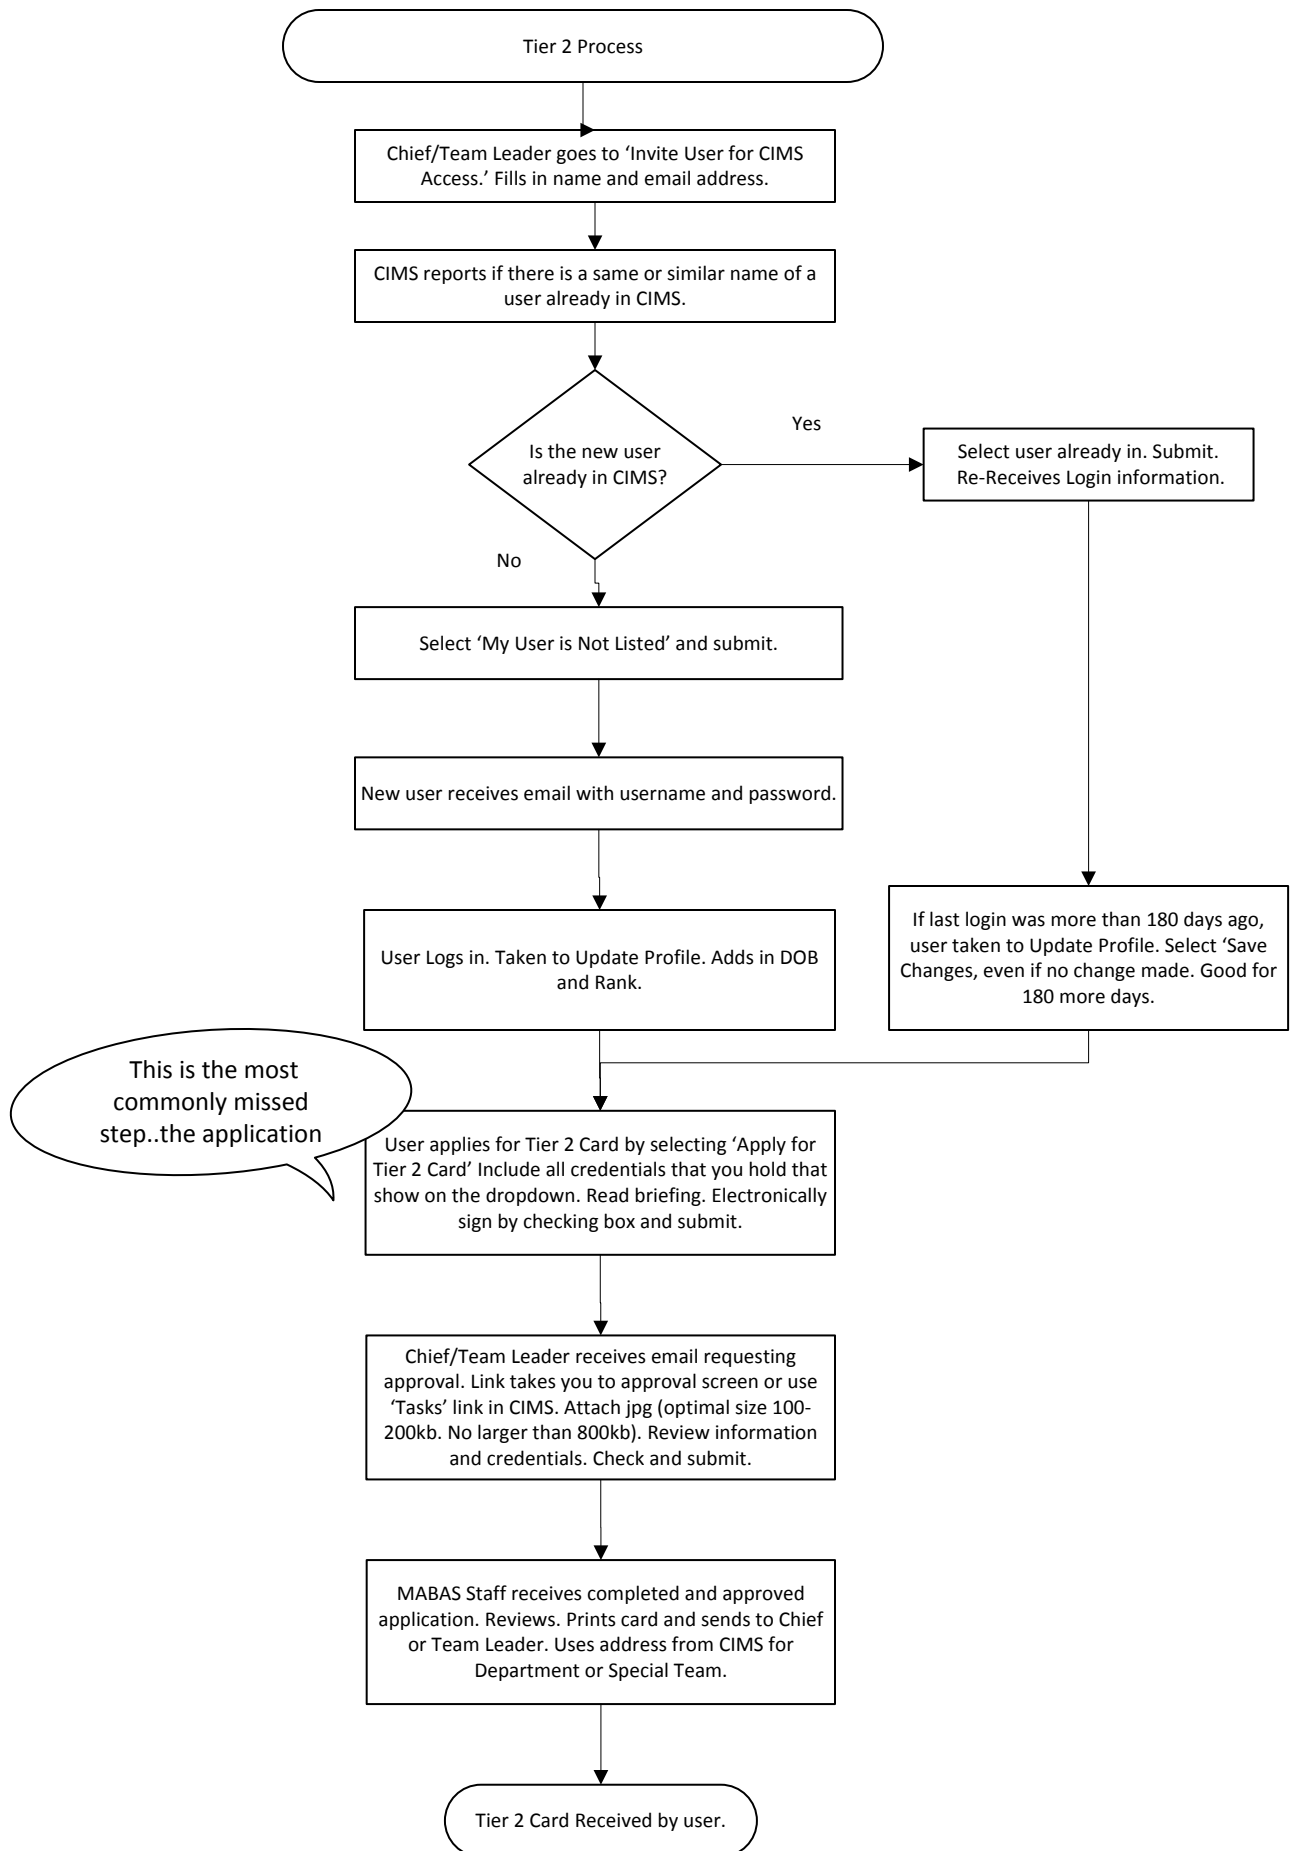 Tier 2 Process
Chief/Team Leader goes to ‘Invite User for CIMS
Access.’ Fills in name and email address.
CIMS reports if there is a same or similar name of a
user already in CIMS.
Is the new user
already in CIMS?
Yes
Select user already in. Submit.
Re-Receives Login information.
No
Select ‘My User is Not Listed’ and submit.
New user receives email with username and password.
User Logs in. Taken to Update Profile. Adds in DOB
and Rank.
If last login was more than 180 days ago,
user taken to Update Profile. Select ‘Save
Changes, even if no change made. Good for
180 more days.
This is the most
commonly missed
step..the application
User applies for Tier 2 Card by selecting ‘Apply for
Tier 2 Card’ Include all credentials that you hold that
show on the dropdown. Read briefing. Electronically
sign by checking box and submit.
Chief/Team Leader receives email requesting
approval. Link takes you to approval screen or use
‘Tasks’ link in CIMS. Attach jpg (optimal size 100-
200kb. No larger than 800kb). Review information
and credentials. Check and submit.
MABAS Staff receives completed and approved
application. Reviews. Prints card and sends to Chief
or Team Leader. Uses address from CIMS for
Department or Special Team.
Tier 2 Card Received by user.